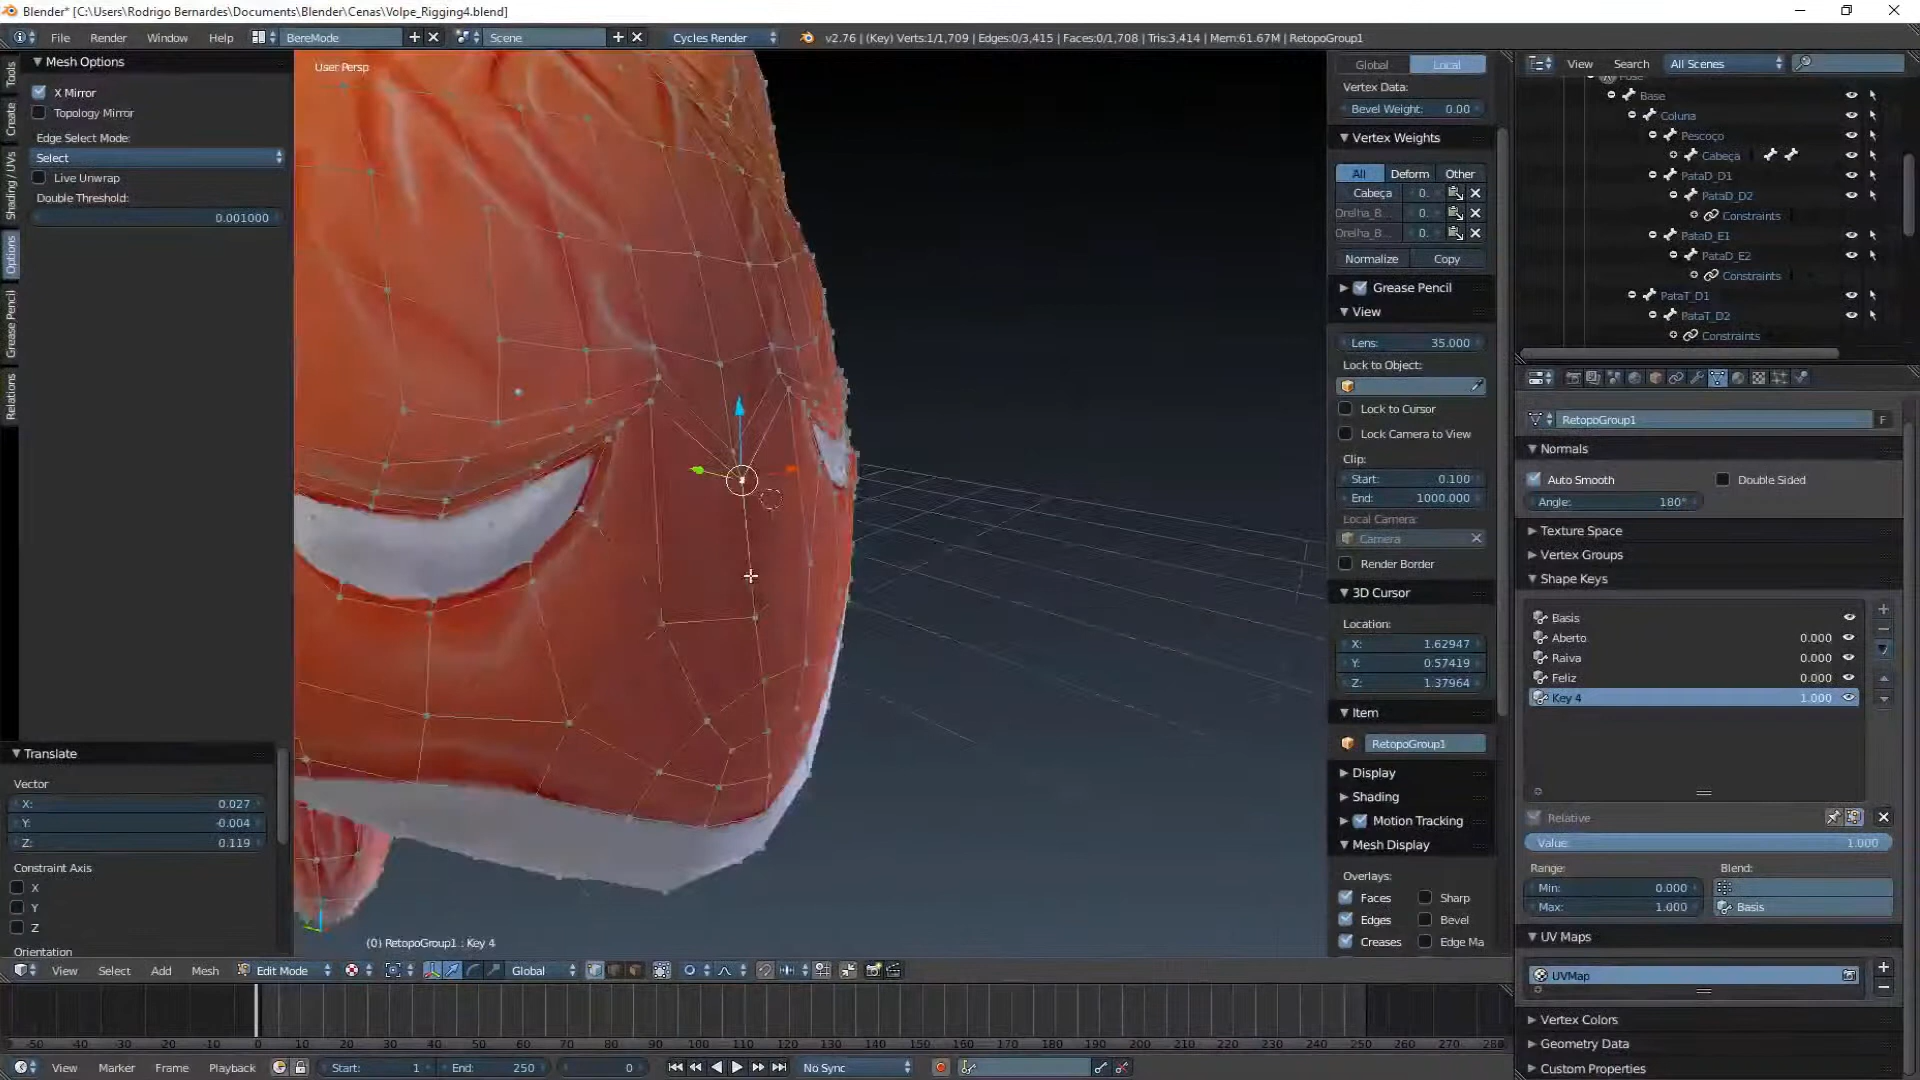 Blender* [C:\Users\Rodrigo Bernardes\Documents\Blender\Cenas\Volpe_Rigging4.blend]
File Render Window Help BereMode Scene Cycles Render v2.76 | (Key) Verts:1/1,709 | Edges:0/3,415 | Faces:0/1,708 | Tris:3,414 | Mem:61.67M | RetopoGroup1
Tools
Create
Shading / UVs
Options
Grease Pencil
Relations
Mesh Options
X Mirror
Topology Mirror
Edge Select Mode:
Select
Live Unwrap
Double Threshold:
0.001000
Translate
Vector
X: 0.027
Y: -0.004
Z: 0.119
Constraint Axis
X
Y
Z
Orientation
User Persp
(0) RetopoGroup1 : Key 4
Global Local
Vertex Data:
Bevel Weight: 0.00
Vertex Weights
All Deform Other
Cabeça 0.
Orelha_B... 0.
Orelha_B... 0.
Normalize Copy
Grease Pencil
View
Lens: 35.000
Lock to Object:
Lock to Cursor
Lock Camera to View
Clip:
Start: 0.100
End: 1000.000
Local Camera:
Camera
Render Border
3D Cursor
Location:
X: 1.62947
Y: 0.57419
Z: 1.37964
Item
RetopoGroup1
Display
Shading
Motion Tracking
Mesh Display
Overlays:
Faces Sharp
Edges Bevel
Creases Edge Ma
View Search All Scenes
Base
Coluna
Pescoço
Cabeça
PataD_D1
PataD_D2
Constraints
PataD_E1
PataD_E2
Constraints
PataT_D1
PataT_D2
Constraints
RetopoGroup1 F
Normals
Auto Smooth Double Sided
Angle: 180°
Texture Space
Vertex Groups
Shape Keys
Basis
Aberto 0.000
Raiva 0.000
Feliz 0.000
Key 4 1.000
Relative
Value: 1.000
Range: Blend:
Min: 0.000
Max: 1.000 Basis
UV Maps
UVMap
Vertex Colors
Geometry Data
Custom Properties
View Select Add Mesh Edit Mode Global
-50 -40 -30 -20 -10 0 10 20 30 40 50 60 70 80 90 100 110 120 130 140 150 160 170 180 190 200 210 220 230 240 250 260 270 280
View Marker Frame Playback Start: 1 End: 250 0 No Sync